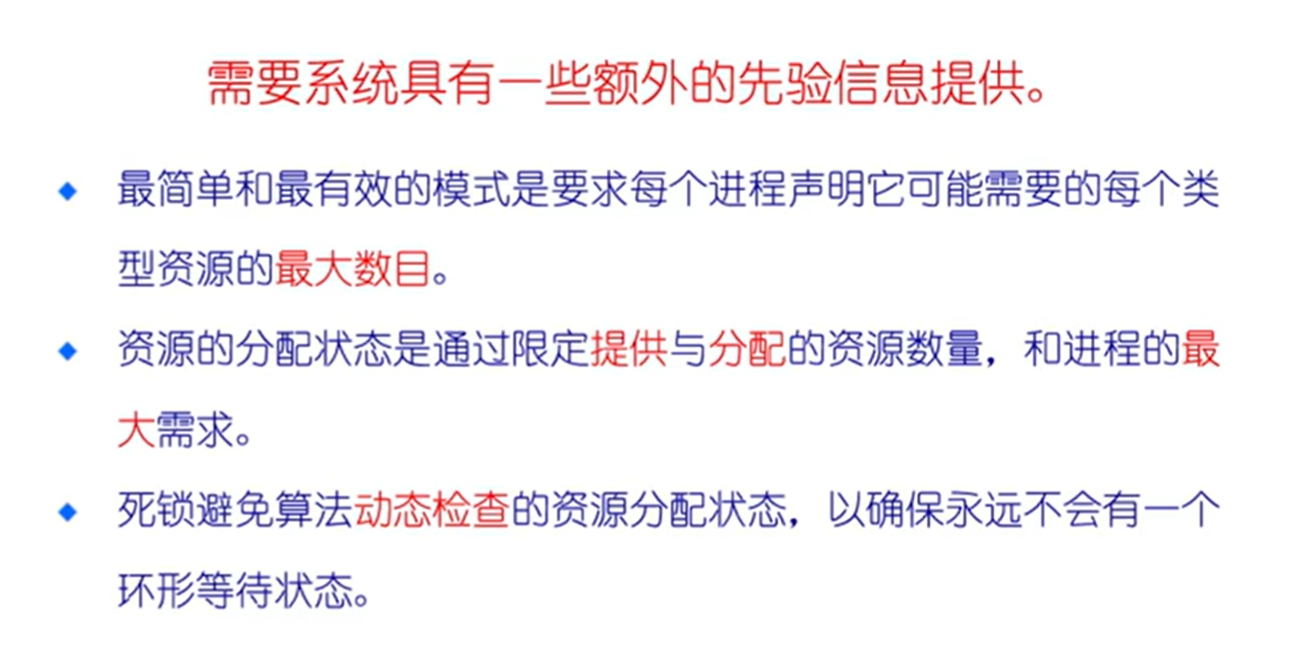 需要系统具有一些额外的先验信息提供。
最简单和最有效的模式是要求每个进程声明它可能需要的每个类
型资源的最大数目。
资源的分配状态是通过限定提供与分配的资源数量，和进程的最
大需求。
死锁避免算法动态检查的资源分配状态，以确保永远不会有一个
环形等待状态。